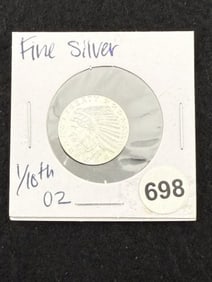 Fine Silver
1/10th
OZ
698